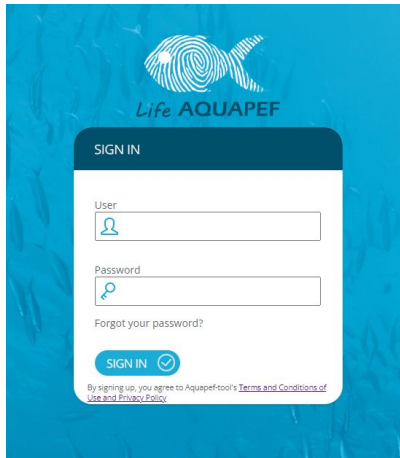 Life AQUAPEF
SIGN IN
User
Password
Forgot your password?
SIGN IN
By signing up, you agree to Aquapef-tool's Terms and Conditions of
Use and Privacy Policy